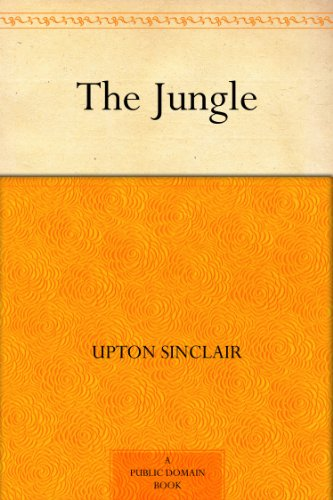 The Jungle
UPTON SINCLAIR
A
PUBLIC DOMAIN
BOOK